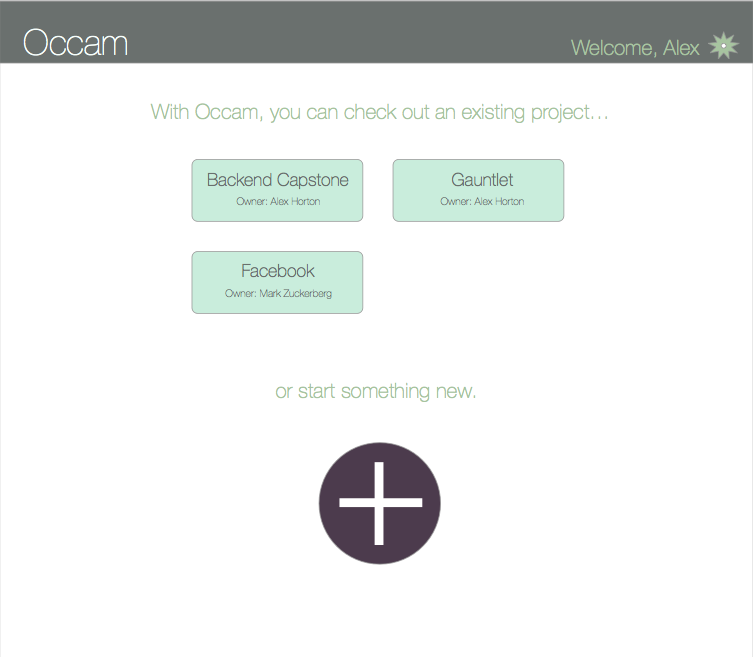 Occam
Welcome, Alex
With Occam, you can check out an existing project...
Backend Capstone
Owner: Alex Horton
Gauntlet
Owner: Alex Horton
Facebook
Owner: Mark Zuckerberg
or start something new.